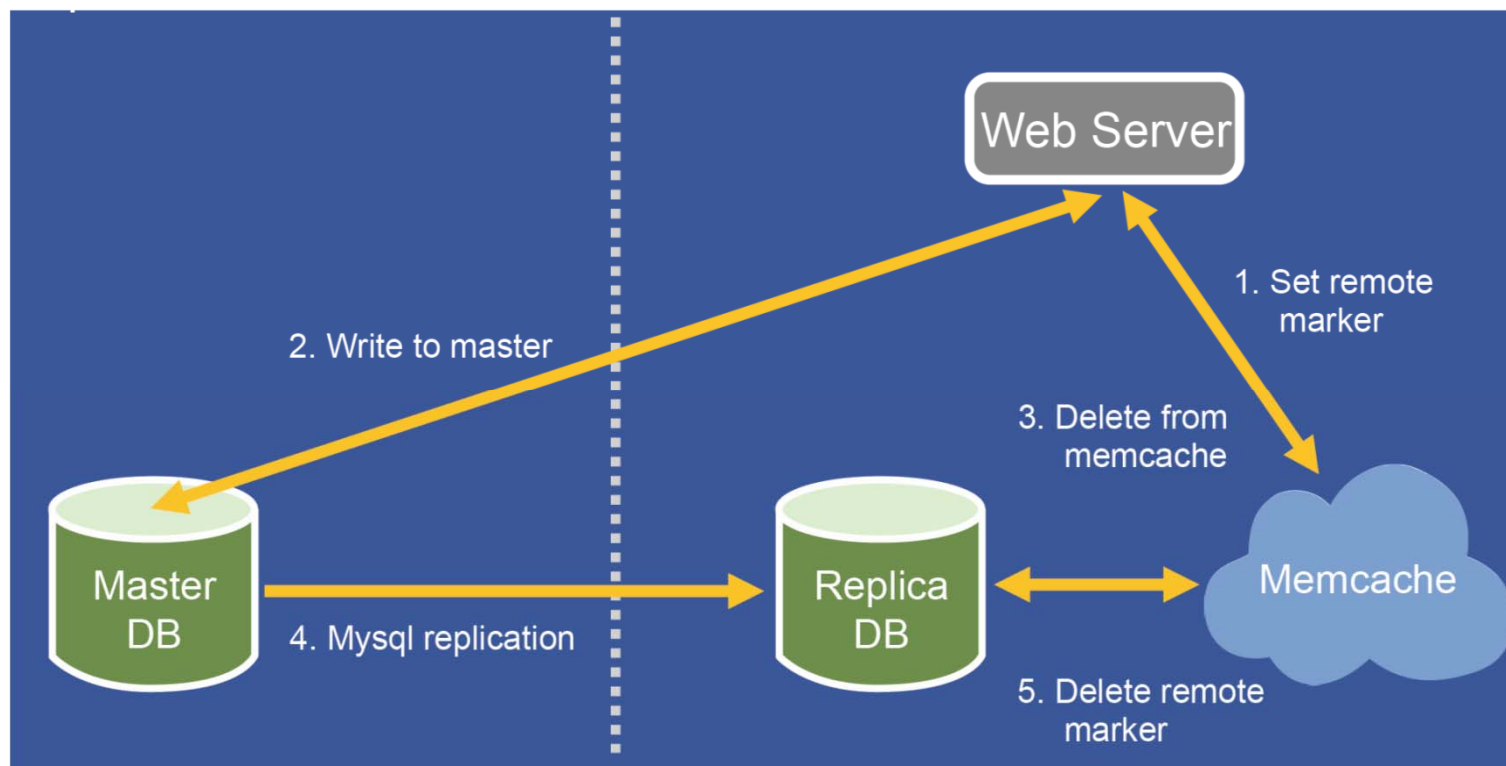 Web Server
1. Set remote
marker
2. Write to master
3. Delete from
memcache
Master
DB
4. Mysql replication
Replica
DB
Memcache
5. Delete remote
marker